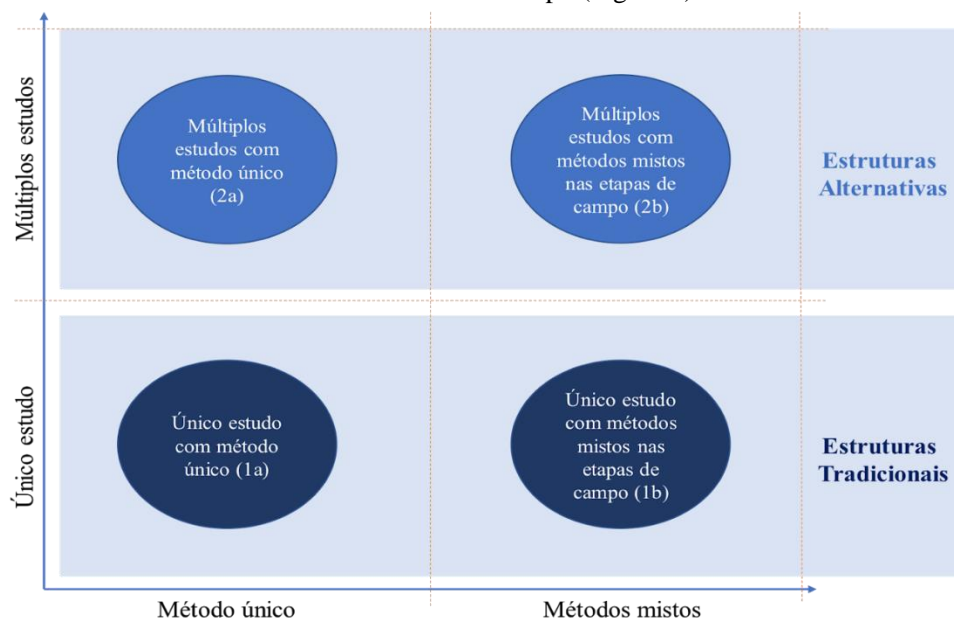 Múltiplos estudos
Múltiplos
estudos com
método único
(2a)
Múltiplos
estudos com
métodos mistos
nas etapas de
campo (2b)
Estruturas
Alternativas
Único estudo
Único estudo
com método
único (1a)
Único estudo
com métodos
mistos nas
etapas de
campo (1b)
Estruturas
Tradicionais
Método único
Métodos mistos